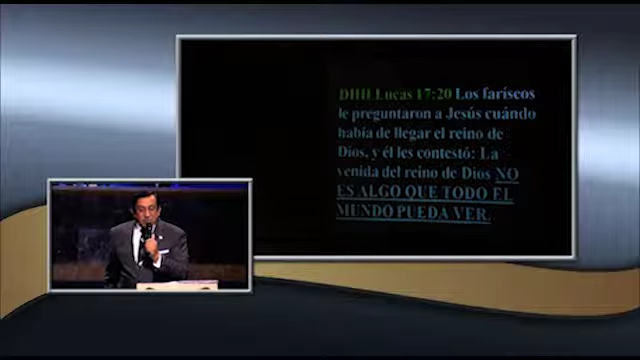 DHH Lucas 17:20 Los fariseos
le preguntaron a Jesús cuándo
había de llegar el reino de
Dios, y él les contestó: La
venida del reino de Dios NO
ES ALGO QUE TODO EL
MUNDO PUEDA VER.